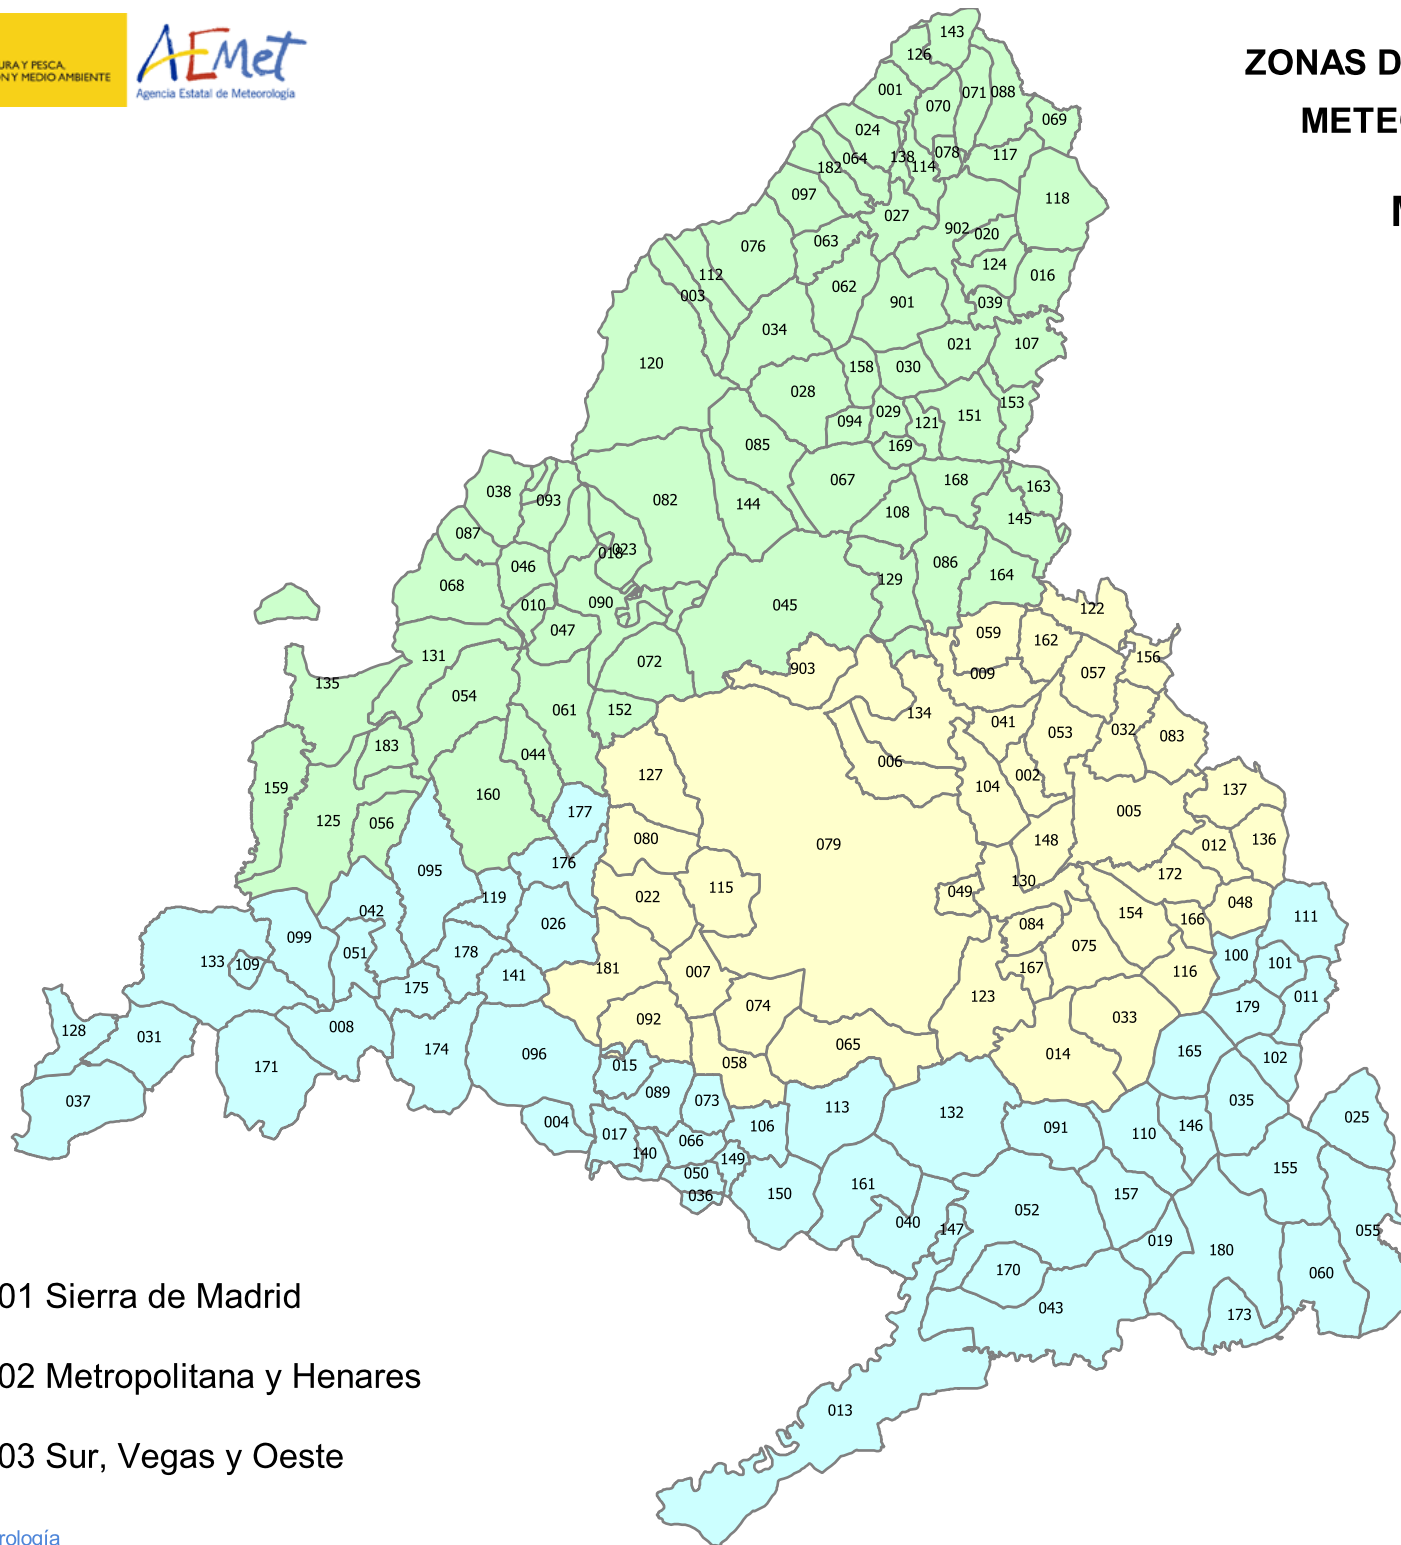 URA Y PESCA,
ÓN Y MEDIO AMBIENTE
AEMet
Agencia Estatal de Meteorología
ZONAS D
METEO
M
143
126
001 070 071 088
069
024
138 078 117
182 064 114
097 118
027
902 020
076 063
124
112 016
003 062 901 039
034 021 107
120 158 030
028
094 029 121 151 153
085 169
038 093 082 144 067 168 163
087 108 145
018 023
046 086 164
068 129
010 090 045
047
122
059 162
131 072 156
135 903 009 057
054
061 152 134 041
183 044 053 032 083
006
159 127 002
160 104 137
177 005
125 056
080 079 148 012 136
176
095 115 130 172
119 022 049
042 026 048
154 166 111
099 051 178 084 075
133 109 181 007 167 100 101
175 141 116
074 123 179 011
128 031 008 092 033
171 174 096 065 014 165 102
015 058
037 089 073 113 132 035
004 017 106 091 110 146 025
066
140 149 155
050 161
036 150 157
052
040 147 019 180 055
170 060
043 173
013
01 Sierra de Madrid
02 Metropolitana y Henares
03 Sur, Vegas y Oeste
rología